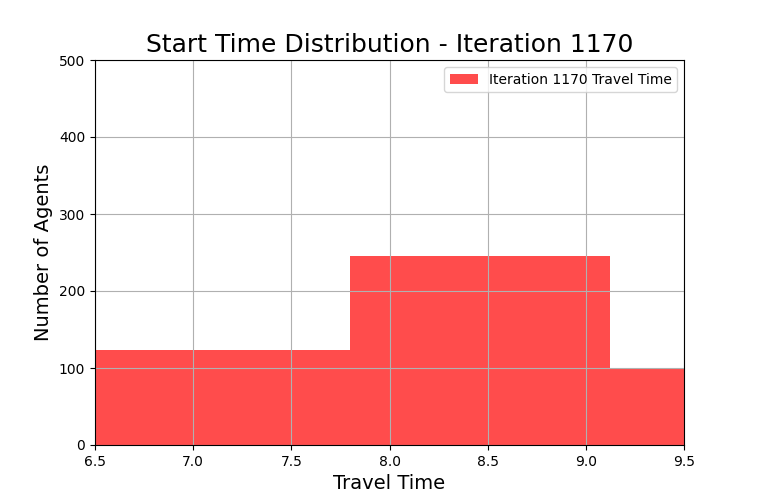 Start Time Distribution - Iteration 1170
Iteration 1170 Travel Time
Number of Agents
500
400
300
200
100
0
6.5 7.0 7.5 8.0 8.5 9.0 9.5
Travel Time